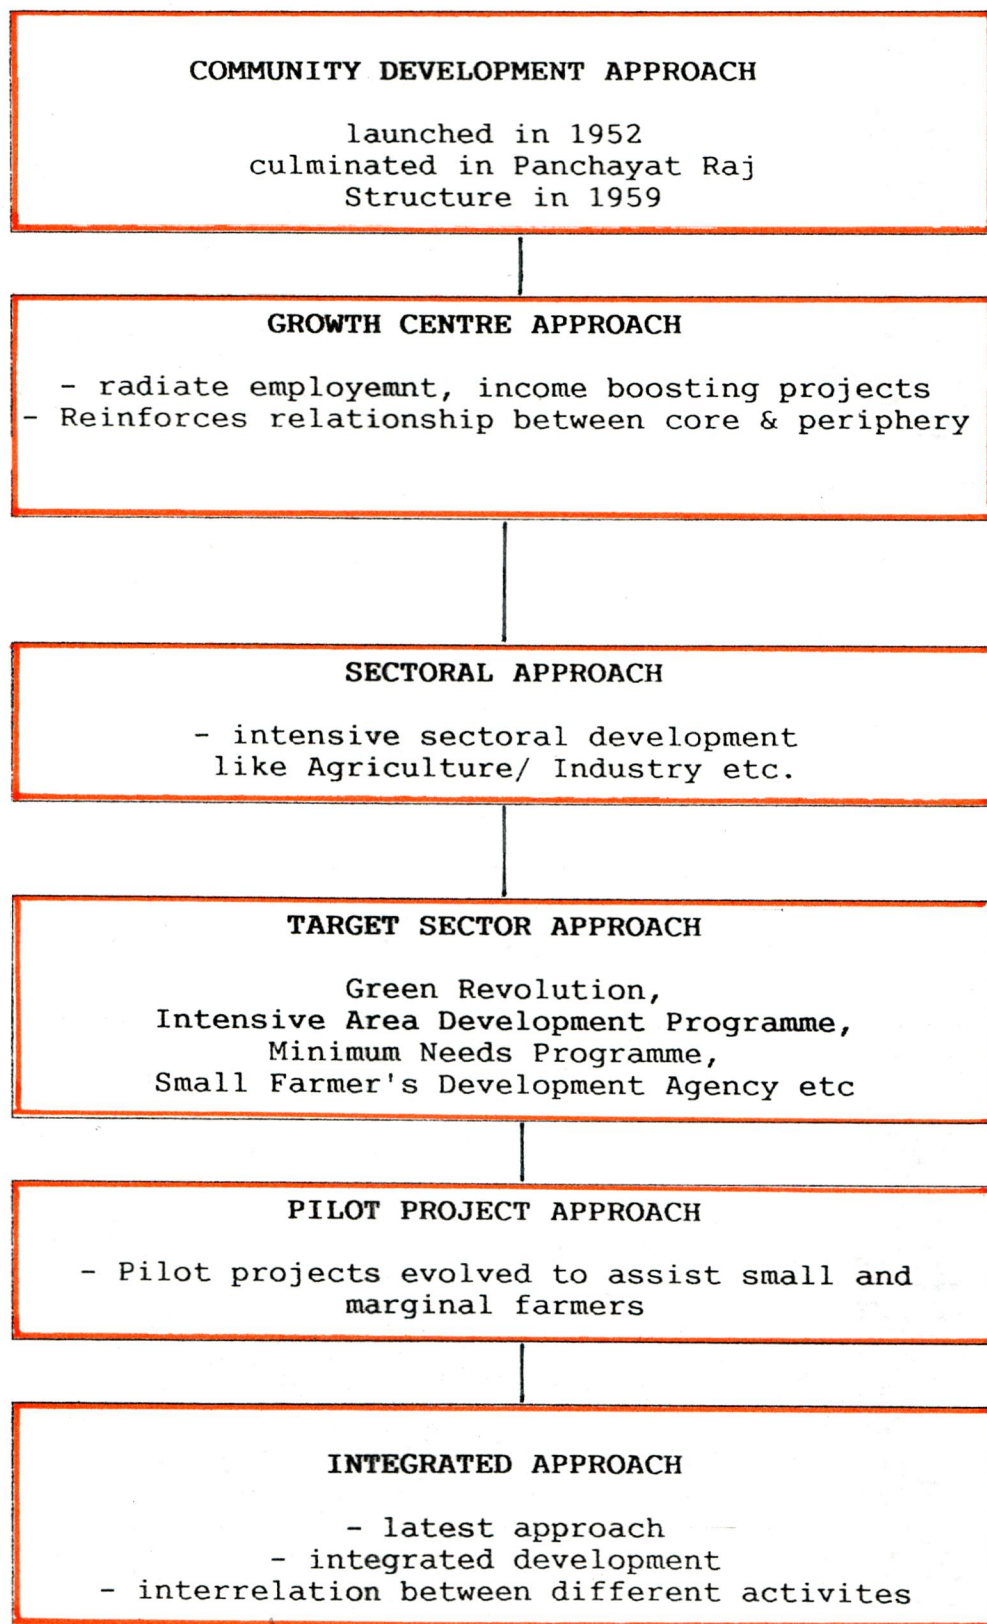 COMMUNITY DEVELOPMENT APPROACH
launched in 1952
culminated in Panchayat Raj
Structure in 1959
GROWTH CENTRE APPROACH
- radiate employemnt, income boosting projects
- Reinforces relationship between core & periphery
SECTORAL APPROACH
- intensive sectoral development
like Agriculture/ Industry etc.
TARGET SECTOR APPROACH
Green Revolution,
Intensive Area Development Programme,
Minimum Needs Programme,
Small Farmer's Development Agency etc
PILOT PROJECT APPROACH
- Pilot projects evolved to assist small and
marginal farmers
INTEGRATED APPROACH
- latest approach
- integrated development
- interrelation between different activites